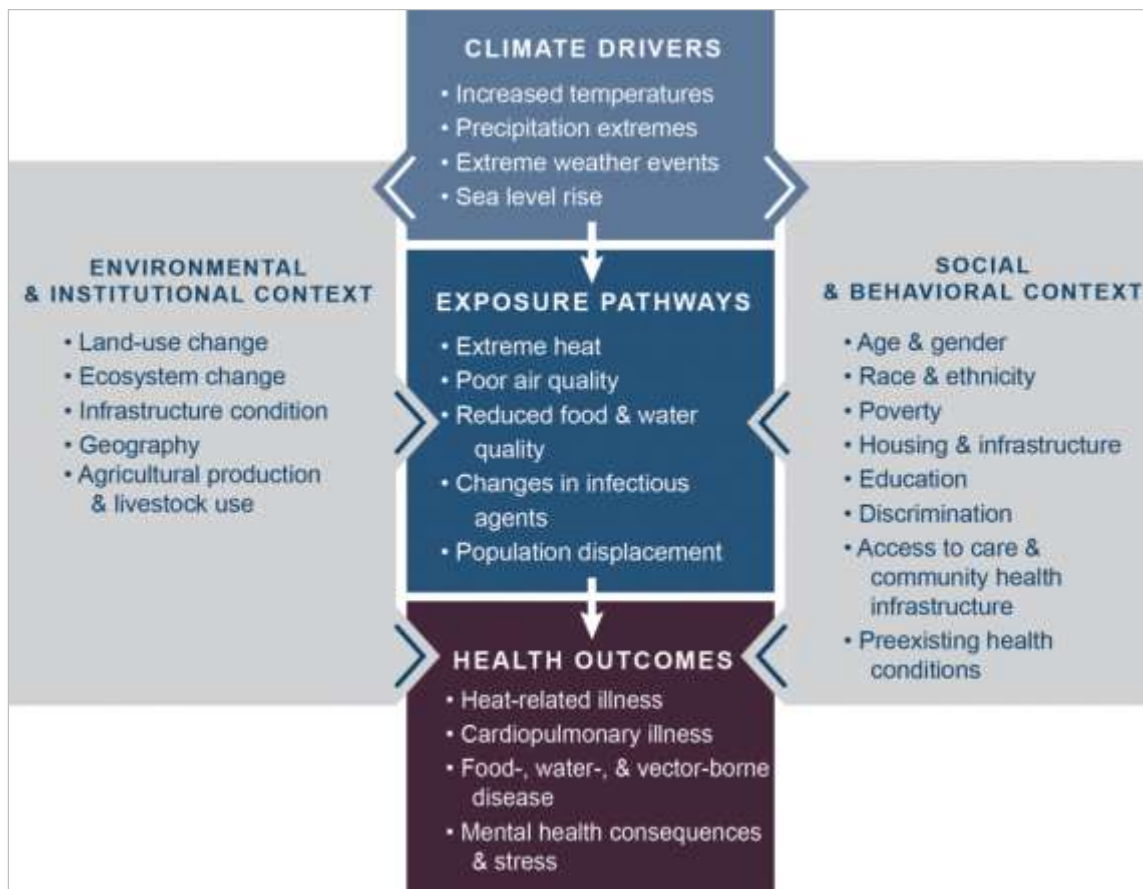 CLIMATE DRIVERS
• Increased temperatures
• Precipitation extremes
• Extreme weather events
• Sea level rise
ENVIRONMENTAL
& INSTITUTIONAL CONTEXT
• Land-use change
• Ecosystem change
• Infrastructure condition
• Geography
• Agricultural production
& livestock use
EXPOSURE PATHWAYS
• Extreme heat
• Poor air quality
• Reduced food & water
quality
• Changes in infectious
agents
• Population displacement
SOCIAL
& BEHAVIORAL CONTEXT
• Age & gender
• Race & ethnicity
• Poverty
• Housing & infrastructure
• Education
• Discrimination
• Access to care &
community health
infrastructure
• Preexisting health
conditions
HEALTH OUTCOMES
• Heat-related illness
• Cardiopulmonary illness
• Food-, water-, & vector-borne
disease
• Mental health consequences
& stress